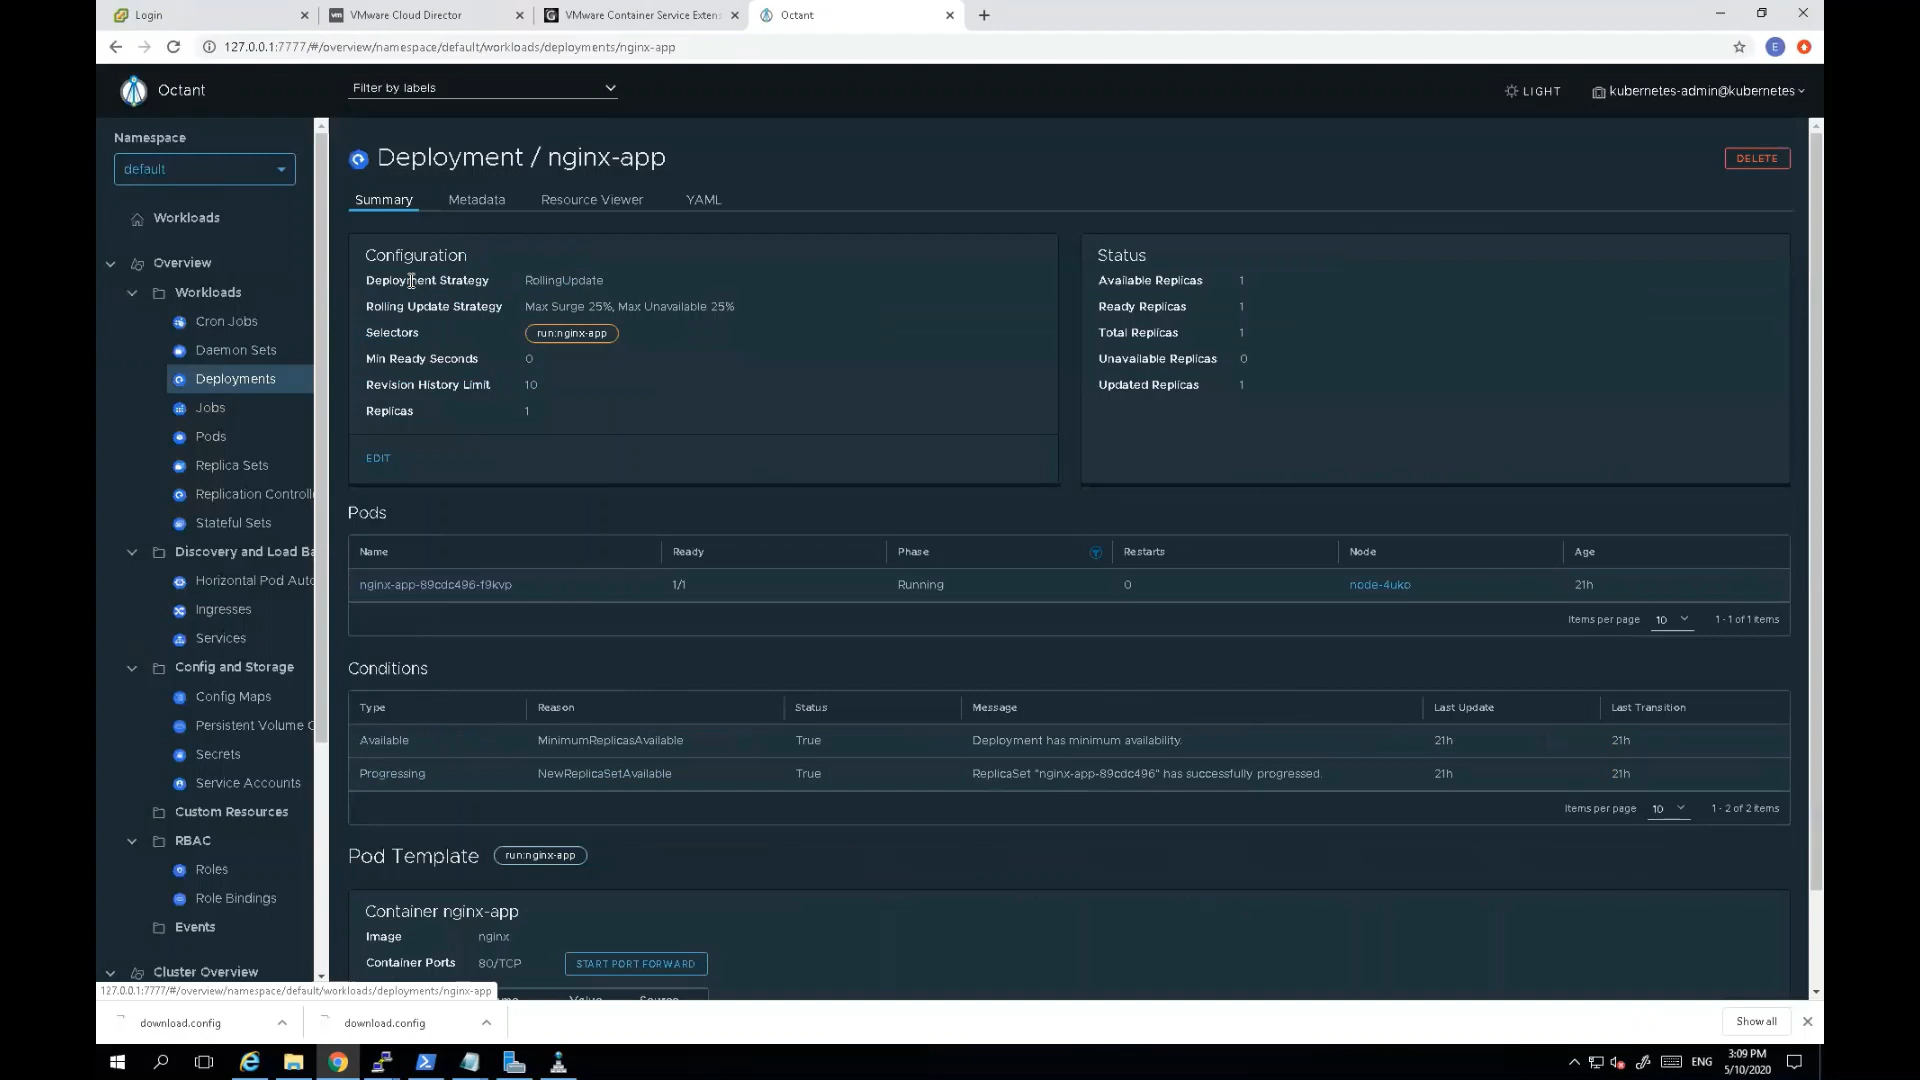 Login
VMware Cloud Director
VMware Container Service Exten
Octant
127.0.0.1:7777/#/overview/namespace/default/workloads/deployments/nginx-app
E
Octant
Filter by labels
LIGHT
kubernetes-admin@kubernetes
Namespace
default
Workloads
Overview
Workloads
Cron Jobs
Daemon Sets
Deployments
Jobs
Pods
Replica Sets
Replication Controll
Stateful Sets
Discovery and Load Ba
Horizontal Pod Auto
Ingresses
Services
Config and Storage
Config Maps
Persistent Volume C
Secrets
Service Accounts
Custom Resources
RBAC
Roles
Role Bindings
Events
Cluster Overview
Deployment / nginx-app
DELETE
Summary Metadata Resource Viewer YAML
Configuration
Deployment Strategy RollingUpdate
Rolling Update Strategy Max Surge 25%, Max Unavailable 25%
Selectors run:nginx-app
Min Ready Seconds 0
Revision History Limit 10
Replicas 1
EDIT
Status
Available Replicas 1
Ready Replicas 1
Total Replicas 1
Unavailable Replicas 0
Updated Replicas 1
Pods
Name Ready Phase Restarts Node Age
nginx-app-89cdc496-f9kvp 1/1 Running 0 node-4uko 21h
Items per page 10 1 - 1 of 1 items
Conditions
Type Reason Status Message Last Update Last Transition
Available MinimumReplicasAvailable True Deployment has minimum availability. 21h 21h
Progressing NewReplicaSetAvailable True ReplicaSet "nginx-app-89cdc496" has successfully progressed. 21h 21h
Items per page 10 1 - 2 of 2 items
Pod Template run:nginx-app
Container nginx-app
Image nginx
Container Ports 80/TCP START PORT FORWARD
Value Source
127.0.0.1:7777/#/overview/namespace/default/workloads/deployments/nginx-app
download.config
download.config
Show all
ENG
3:09 PM
5/10/2020